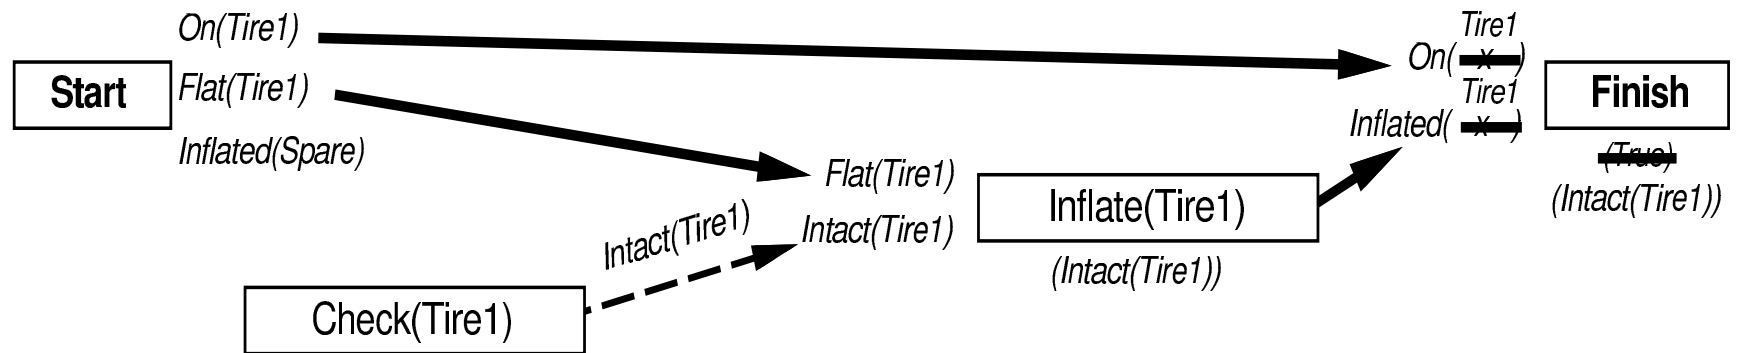 On(Tire1)
Start
Flat(Tire1)
Inflated(Spare)
Flat(Tire1)
Intact(Tire1)
Intact(Tire1)
Inflate(Tire1)
(Intact(Tire1))
Check(Tire1)
Tire1
On( x )
Tire1
Inflated( x )
Finish
(True)
(Intact(Tire1))